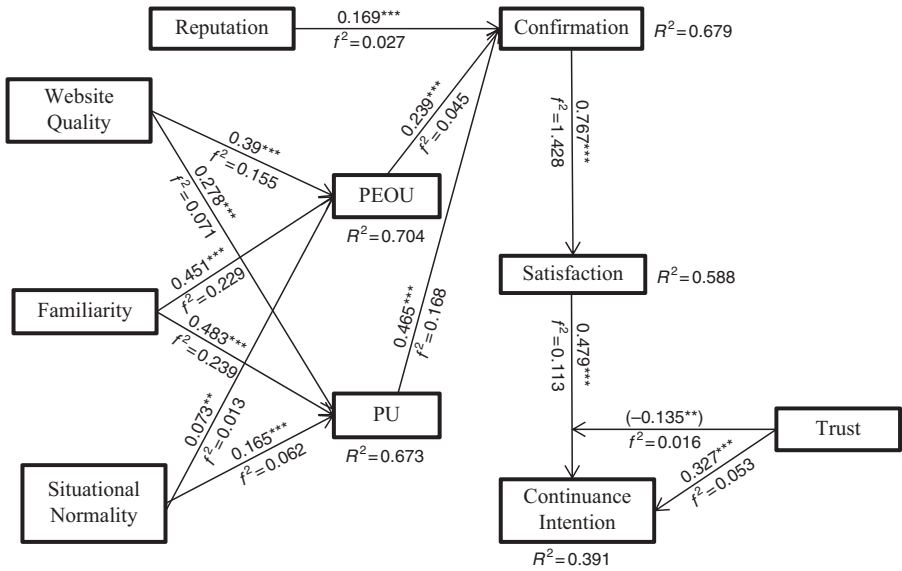 Reputation
0.169***
f²=0.027
Confirmation
R²=0.679
Website
Quality
0.39***
f²=0.155
0.278***
f²=0.071
0.239***
f²=0.045
0.767***
f²=1.428
PEOU
R²=0.704
0.451***
f²=0.229
Familiarity
0.483***
f²=0.239
0.465***
f²=0.168
Satisfaction
R²=0.588
0.479***
f²=0.113
0.073**
f²=0.013
PU
R²=0.673
0.165***
f²=0.062
(–0.135**)
f²=0.016
Trust
0.327***
f²=0.053
Situational
Normality
Continuance
Intention
R²=0.391